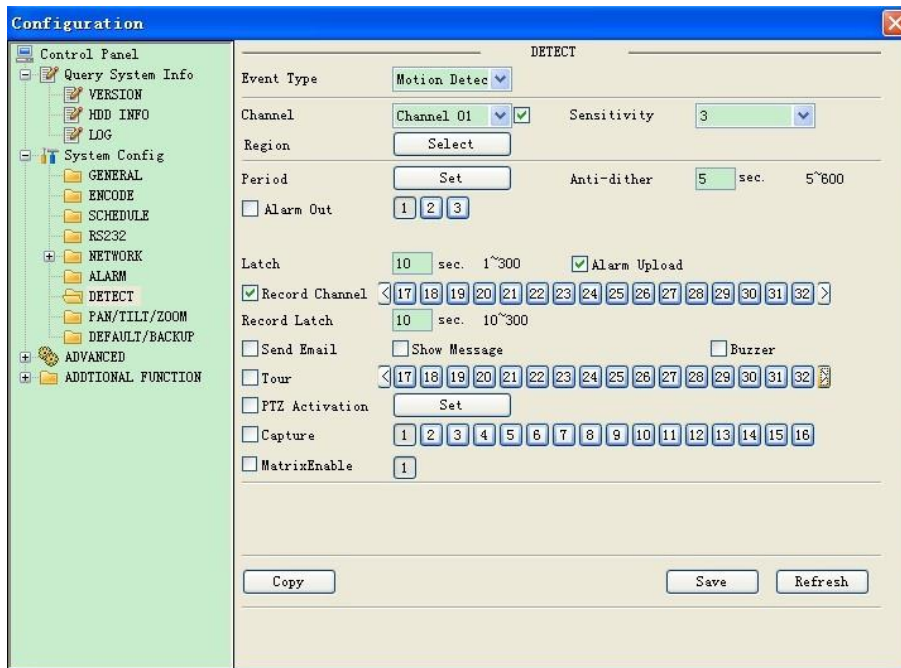 Configuration
Control Panel
Query System Info
VERSION
HDD INFO
LOG
System Config
GENERAL
ENCODE
SCHEDULE
RS232
NETWORK
ALARM
DETECT
PAN/TILT/ZOOM
DEFAULT/BACKUP
ADVANCED
ADDTIONAL FUNCTION
DETECT
Event Type Motion Detec
Channel Channel 01 Sensitivity 3
Region Select
Period Set Anti-dither 5 sec. 5~600
Alarm Out 1 2 3
Latch 10 sec. 1~300 Alarm Upload
Record Channel 17 18 19 20 21 22 23 24 25 26 27 28 29 30 31 32
Record Latch 10 sec. 10~300
Send Email Show Message Buzzer
Tour 17 18 19 20 21 22 23 24 25 26 27 28 29 30 31 32
PTZ Activation Set
Capture 1 2 3 4 5 6 7 8 9 10 11 12 13 14 15 16
MatrixEnable 1
Copy Save Refresh